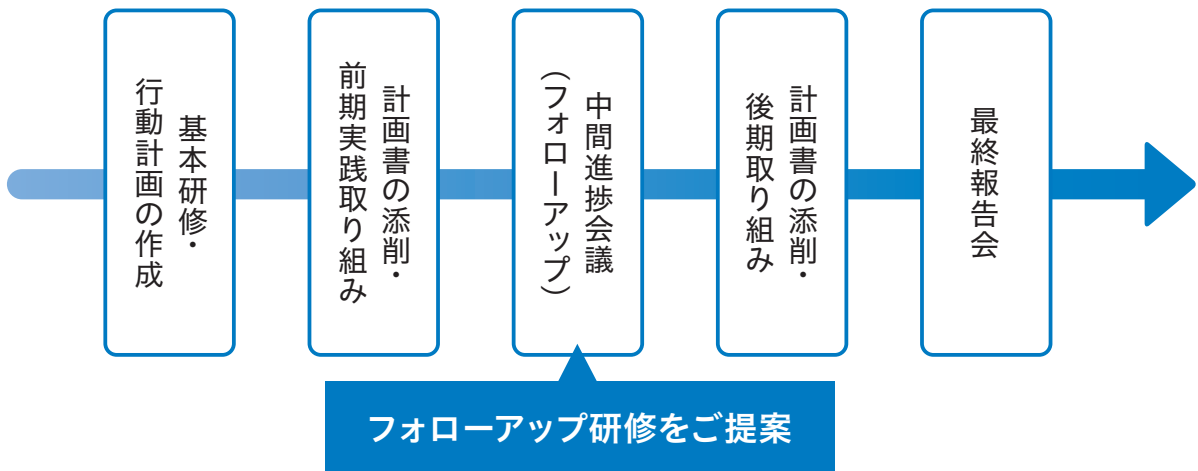 基本研修・
行動計画の作成
計画書の添削・
前期実践取り組み
中間進捗会議
(フォローアップ)
計画書の添削・
後期取り組み
最終報告会
フォローアップ研修をご提案